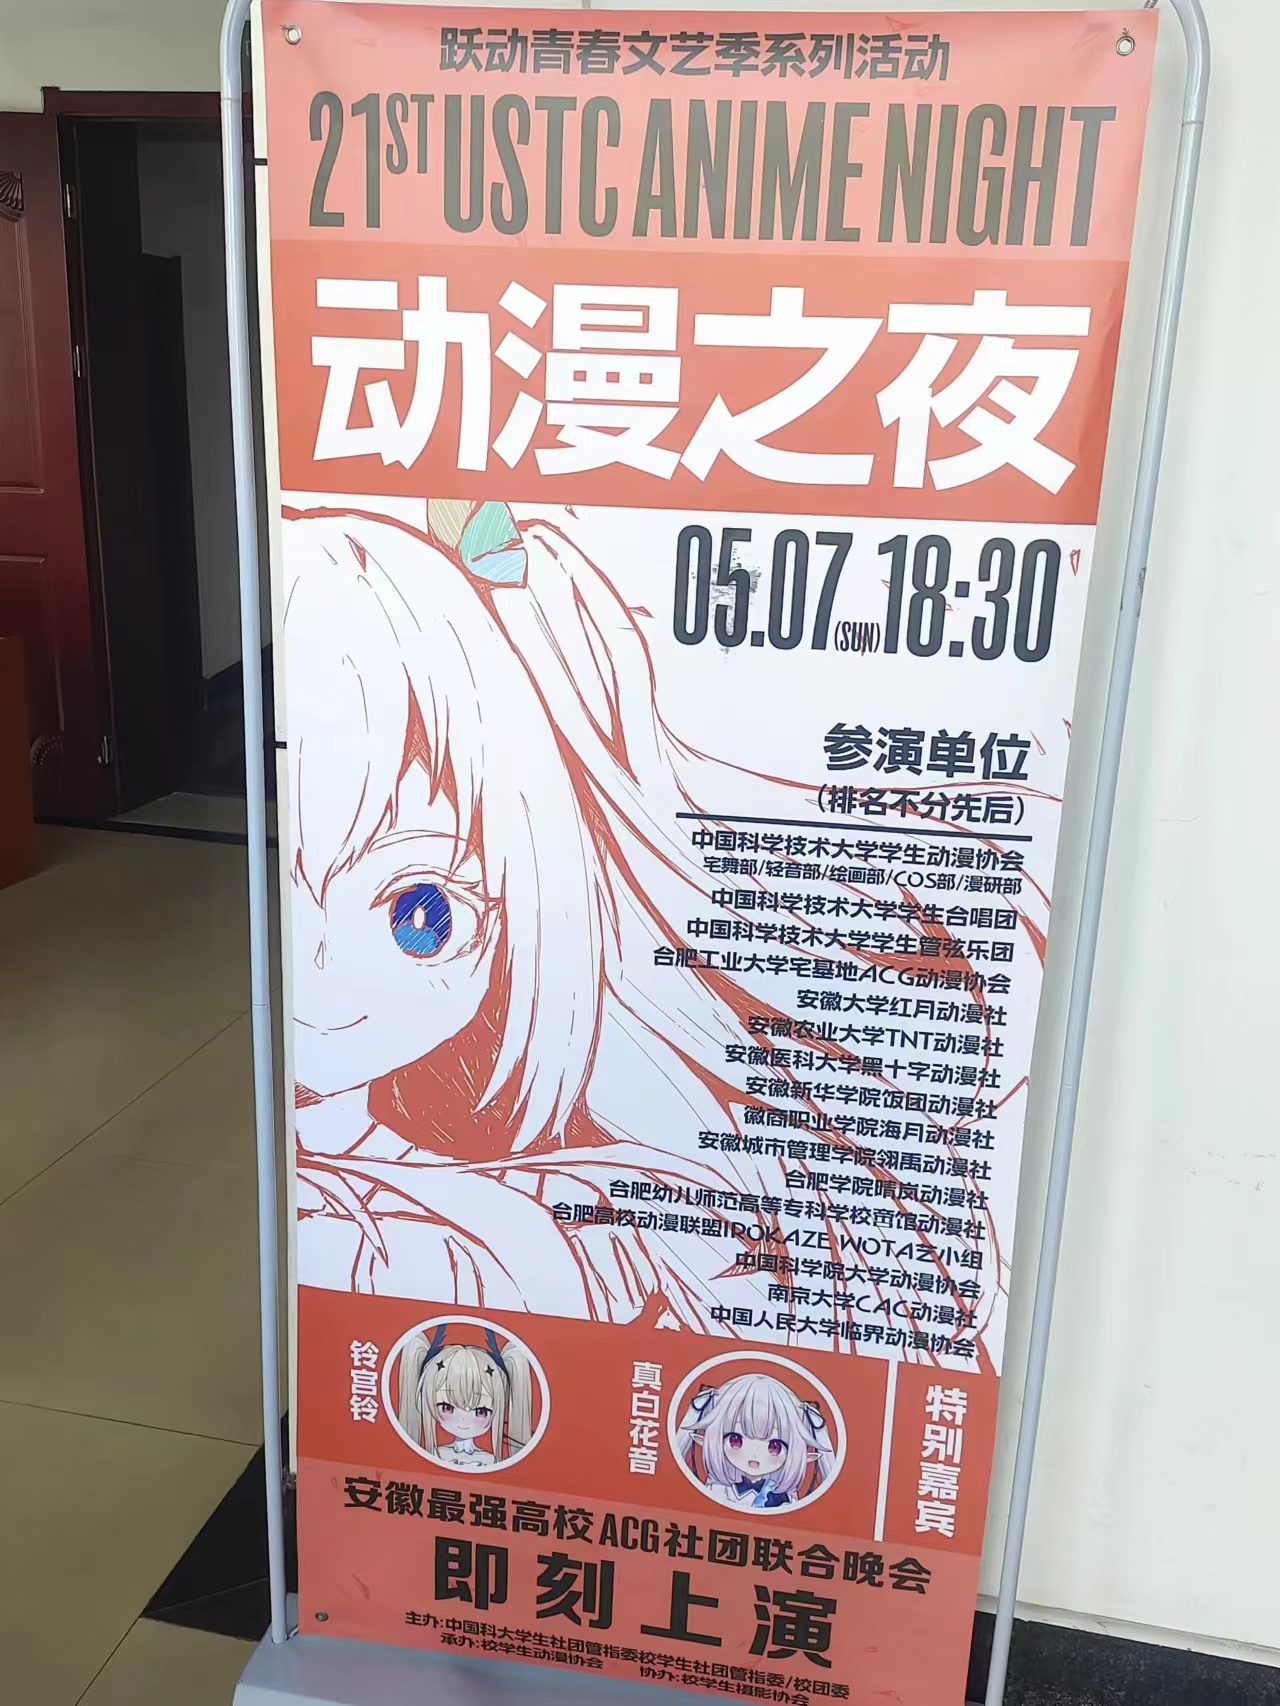 跃动青春文艺季系列活动
21ST USTC ANIME NIGHT
动漫之夜
05.07(SUN)18:30
参演单位
(排名不分先后)
中国科学技术大学学生动漫协会
宅舞部/轻音部/绘画部/COS部/漫研部
中国科学技术大学学生合唱团
中国科学技术大学学生管弦乐团
合肥工业大学宅基地ACG动漫协会
安徽大学红月动漫社
安徽农业大学TNT动漫社
安徽医科大学黑十字动漫社
安徽新华学院饭团动漫社
徽商职业学院海月动漫社
安徽城市管理学院翎禹动漫社
合肥学院晴岚动漫社
合肥幼儿师范高等专科学校茜馆动漫社
合肥高校动漫联盟IROKAZE WOTA艺小组
中国科学院大学动漫协会
南京大学CAC动漫社
中国人民大学临界动漫协会
铃宫铃
真白花音
特别嘉宾
安徽最强高校ACG社团联合晚会
即刻上演
主办:中国科大学生社团管指委校学生社团管指委/校团委
承办:校学生动漫协会 协办:校学生摄影协会